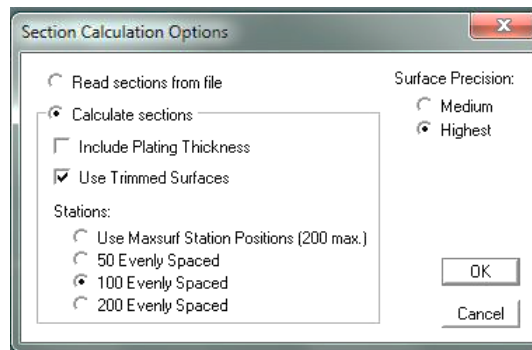 Section Calculation Options
Read sections from file
Calculate sections
Include Plating Thickness
Use Trimmed Surfaces
Stations:
Use Maxsurf Station Positions (200 max.)
50 Evenly Spaced
100 Evenly Spaced
200 Evenly Spaced
Surface Precision:
Medium
Highest
OK
Cancel